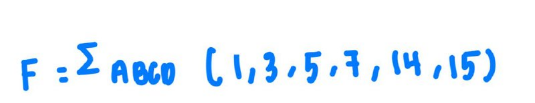 F = Σ ABCD (1,3,5,7,14,15)